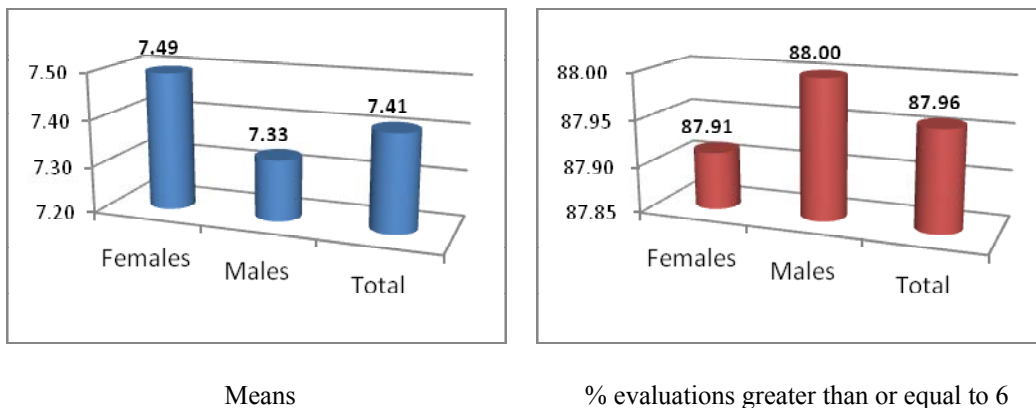 7.50
7.40
7.30
7.20
7.49
7.33
7.41
Females
Males
Total
Means
88.00
87.95
87.90
87.85
87.91
88.00
87.96
Females
Males
Total
% evaluations greater than or equal to 6